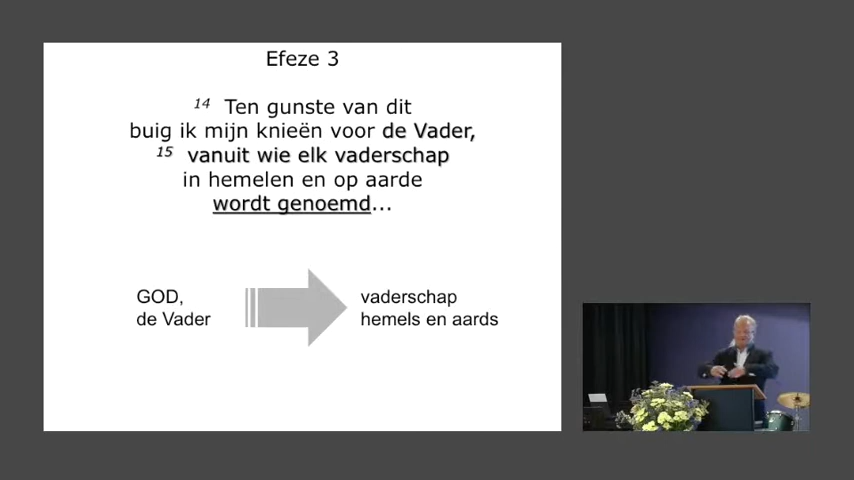 Efeze 3
14 Ten gunste van dit
buig ik mijn knieën voor de Vader,
15 vanuit wie elk vaderschap
in hemelen en op aarde
wordt genoemd...
GOD,
de Vader
vaderschap
hemels en aards